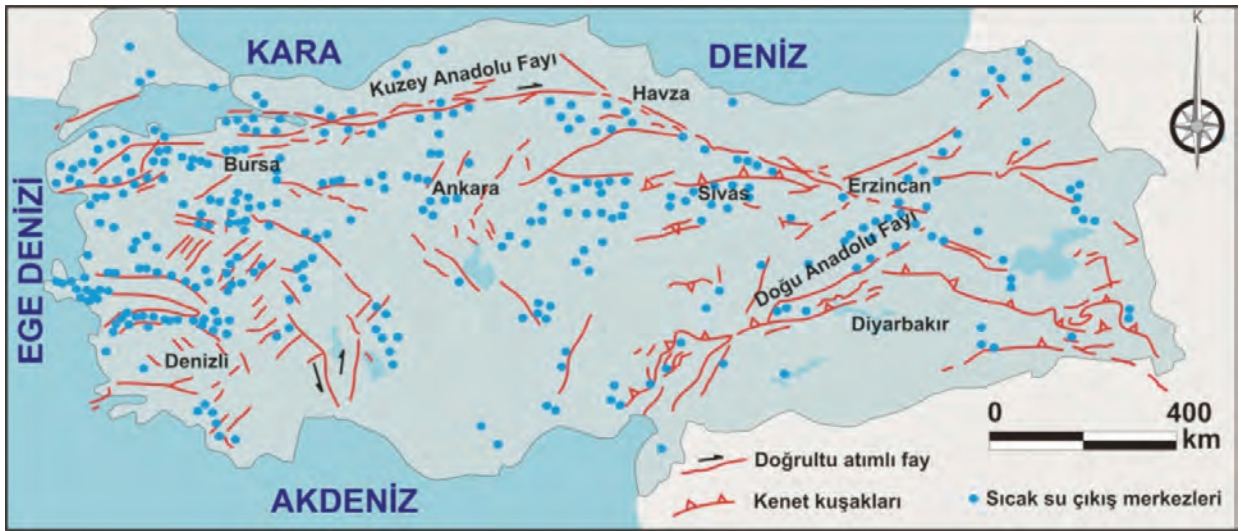 K
KARA
DENİZ
Kuzey Anadolu Fayı
Havza
Bursa
Ankara
Sivas
Erzincan
EGE DENİZİ
Doğu Anadolu Fayı
Diyarbakır
Denizli
0 400
km
Doğrultu atımlı fay
Kenet kuşakları
Sıcak su çıkış merkezleri
AKDENİZ